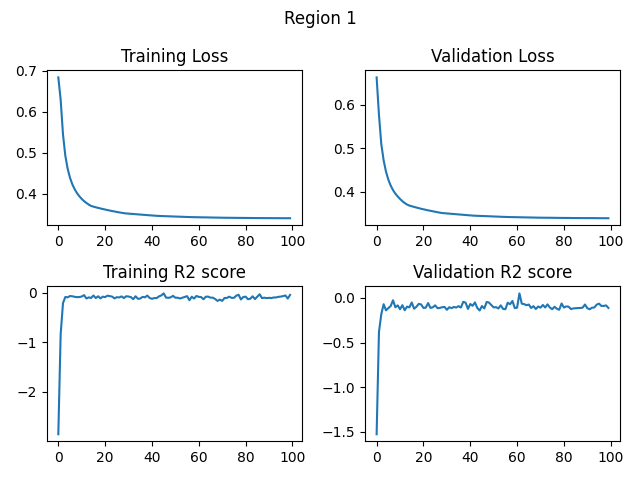 Region 1
Training Loss
Validation Loss
0.7
0.6
0.5
0.4
0 20 40 60 80 100
0.6
0.5
0.4
0 20 40 60 80 100
Training R2 score
Validation R2 score
0
−1
−2
0 20 40 60 80 100
0.0
−0.5
−1.0
−1.5
0 20 40 60 80 100